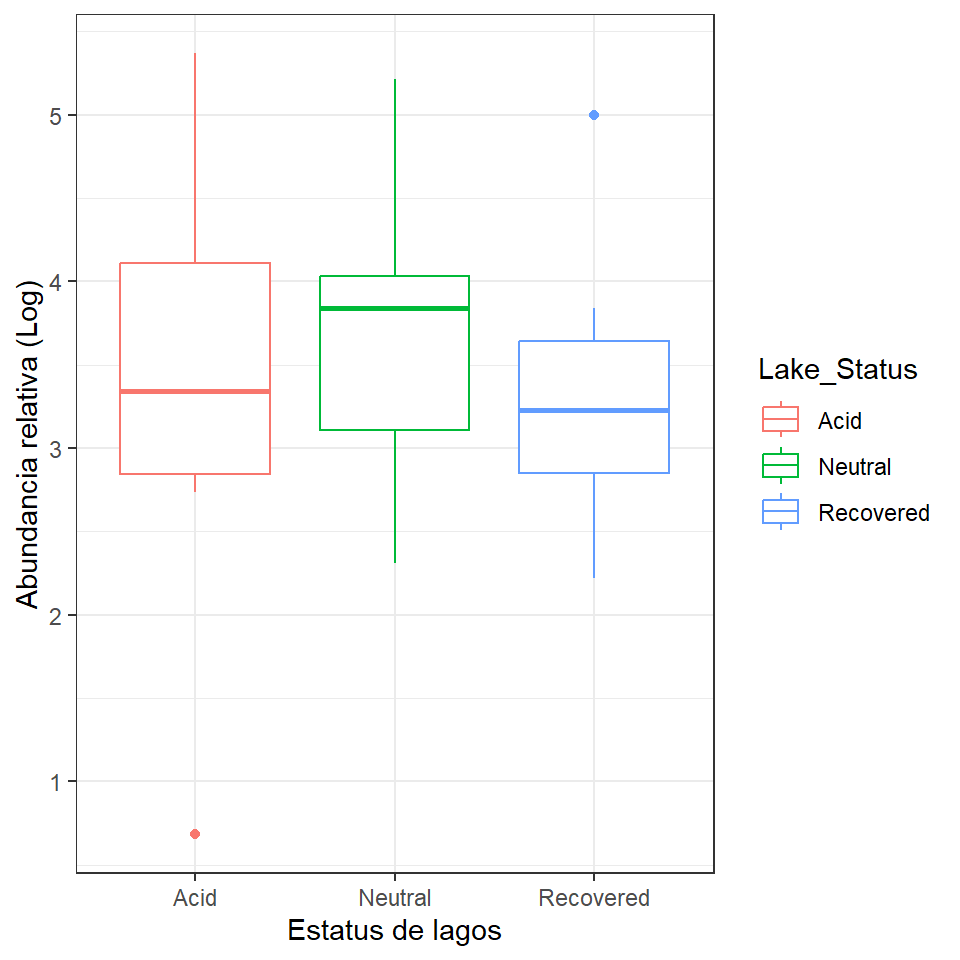 Abundancia relativa (Log)
5
4
3
2
1
Acid
Neutral
Recovered
Estatus de lagos
Lake_Status
Acid
Neutral
Recovered